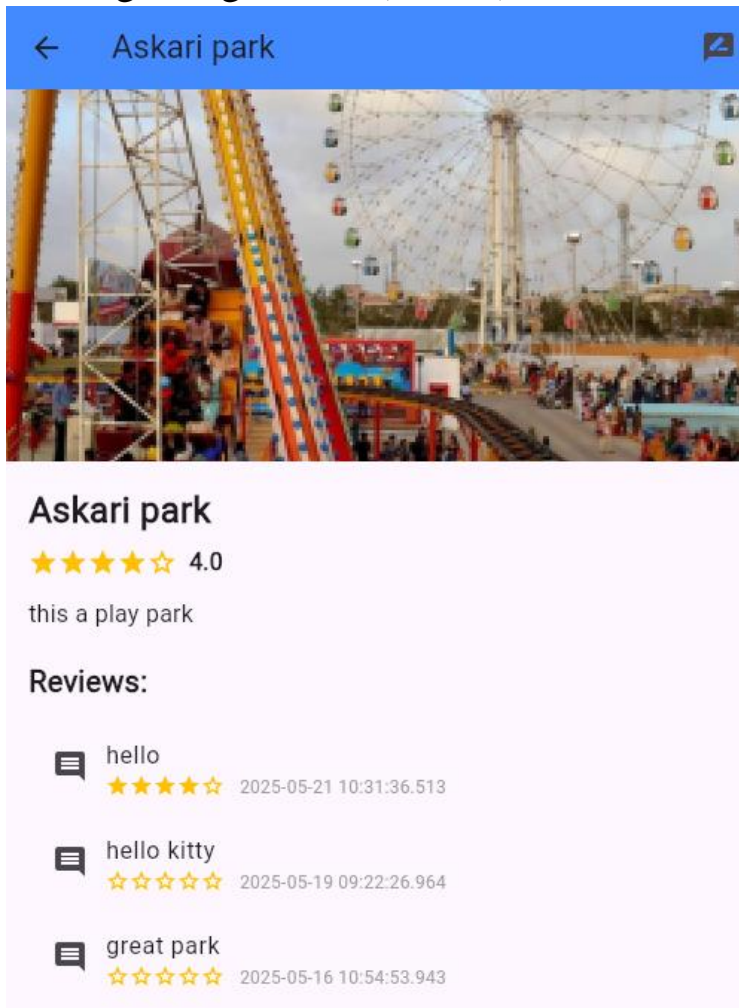 Askari park
Askari park
4.0
this a play park
Reviews:
hello
2025-05-21 10:31:36.513
hello kitty
2025-05-19 09:22:26.964
great park
2025-05-16 10:54:53.943